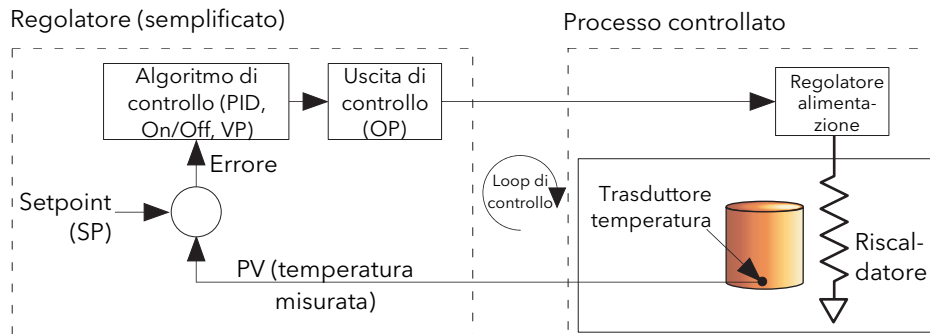 Regolatore (semplificato)
Processo controllato
Algoritmo di
controllo (PID,
On/Off, VP)
Uscita di
controllo
(OP)
Regolatore
alimenta-
zione
Errore
Setpoint
(SP)
Loop di
controllo
Trasduttore
temperatura
Riscal-
datore
PV (temperatura
misurata)